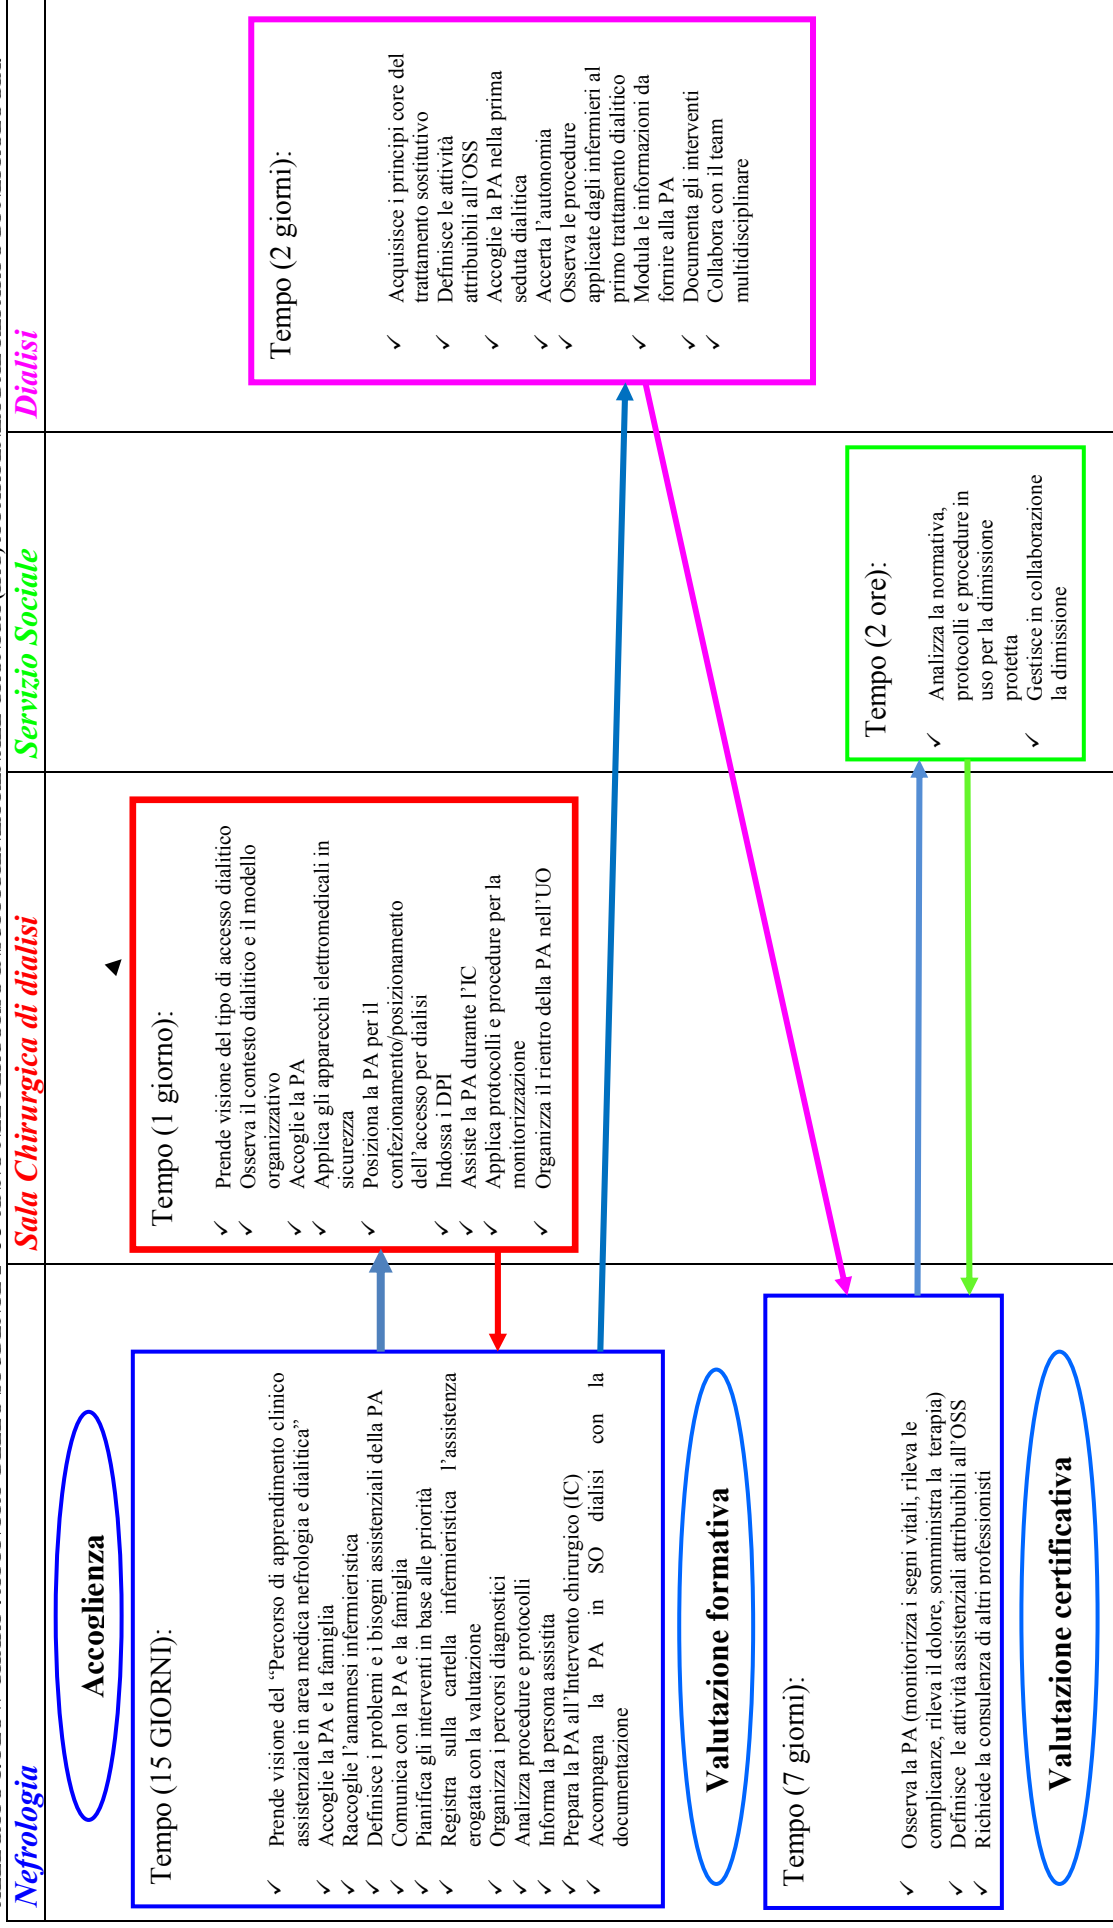 Nefrologia
Sala Chirurgica di dialisi
Servizio Sociale
Dialisi
Accoglienza
Tempo (15 GIORNI):
✓ Prende visione del “Percorso di apprendimento clinico
assistenziale in area medica nefrologia e dialitica”
✓ Accoglie la PA e la famiglia
✓ Raccoglie l’anamnesi infermieristica
✓ Definisce i problemi e i bisogni assistenziali della PA
✓ Comunica con la PA e la famiglia
✓ Pianifica gli interventi in base alle priorità
✓ Registra sulla cartella infermieristica l’assistenza
erogata con la valutazione
✓ Organizza i percorsi diagnostici
✓ Analizza procedure e protocolli
✓ Informa la persona assistita
✓ Prepara la PA all’Intervento chirurgico (IC)
✓ Accompagna la PA in SO dialisi con la
documentazione
Valutazione formativa
Tempo (7 giorni):
✓ Osserva la PA (monitorizza i segni vitali, rileva le
complicanze, rileva il dolore, somministra la terapia)
✓ Definisce le attività assistenziali attribuibili all’OSS
✓ Richiede la consulenza di altri professionisti
Valutazione certificativa
Tempo (1 giorno):
✓ Prende visione del tipo di accesso dialitico
✓ Osserva il contesto dialitico e il modello
organizzativo
✓ Accoglie la PA
✓ Applica gli apparecchi elettromedicali in
sicurezza
✓ Posiziona la PA per il
confezionamento/posizionamento
dell’accesso per dialisi
✓ Indossa i DPI
✓ Assiste la PA durante l’IC
✓ Applica protocolli e procedure per la
monitorizzazione
✓ Organizza il rientro della PA nell’UO
Tempo (2 ore):
✓ Analizza la normativa,
protocolli e procedure in
uso per la dimissione
protetta
✓ Gestisce in collaborazione
la dimissione
Tempo (2 giorni):
✓ Acquisisce i principi core del
trattamento sostitutivo
✓ Definisce le attività
attribuibili all’OSS
✓ Accoglie la PA nella prima
seduta dialitica
✓ Accerta l’autonomia
✓ Osserva le procedure
applicate dagli infermieri al
primo trattamento dialitico
✓ Modula le informazioni da
fornire alla PA
✓ Documenta gli interventi
✓ Collabora con il team
multidisciplinare